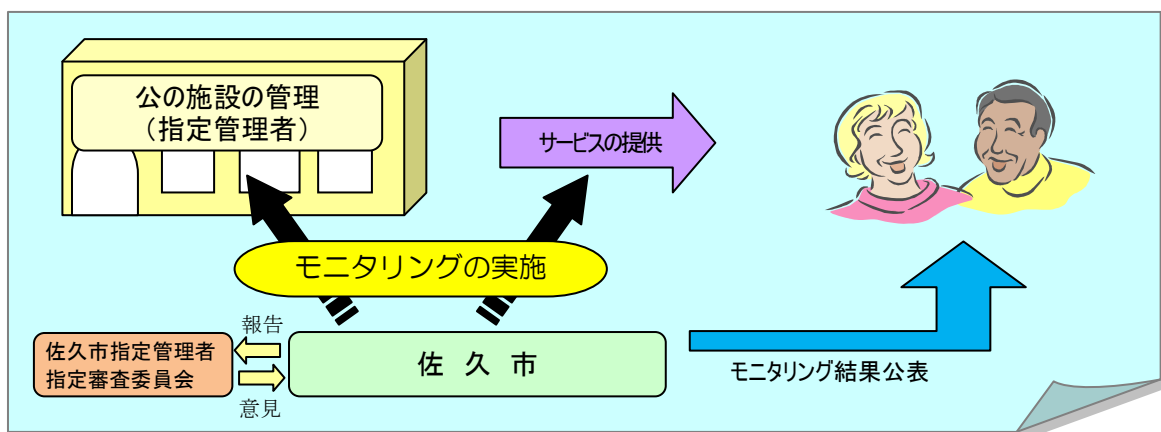 公の施設の管理
（指定管理者）
サービスの提供
モニタリングの実施
報告
佐久市指定管理者
指定審査委員会
意見
佐　久　市
モニタリング結果公表